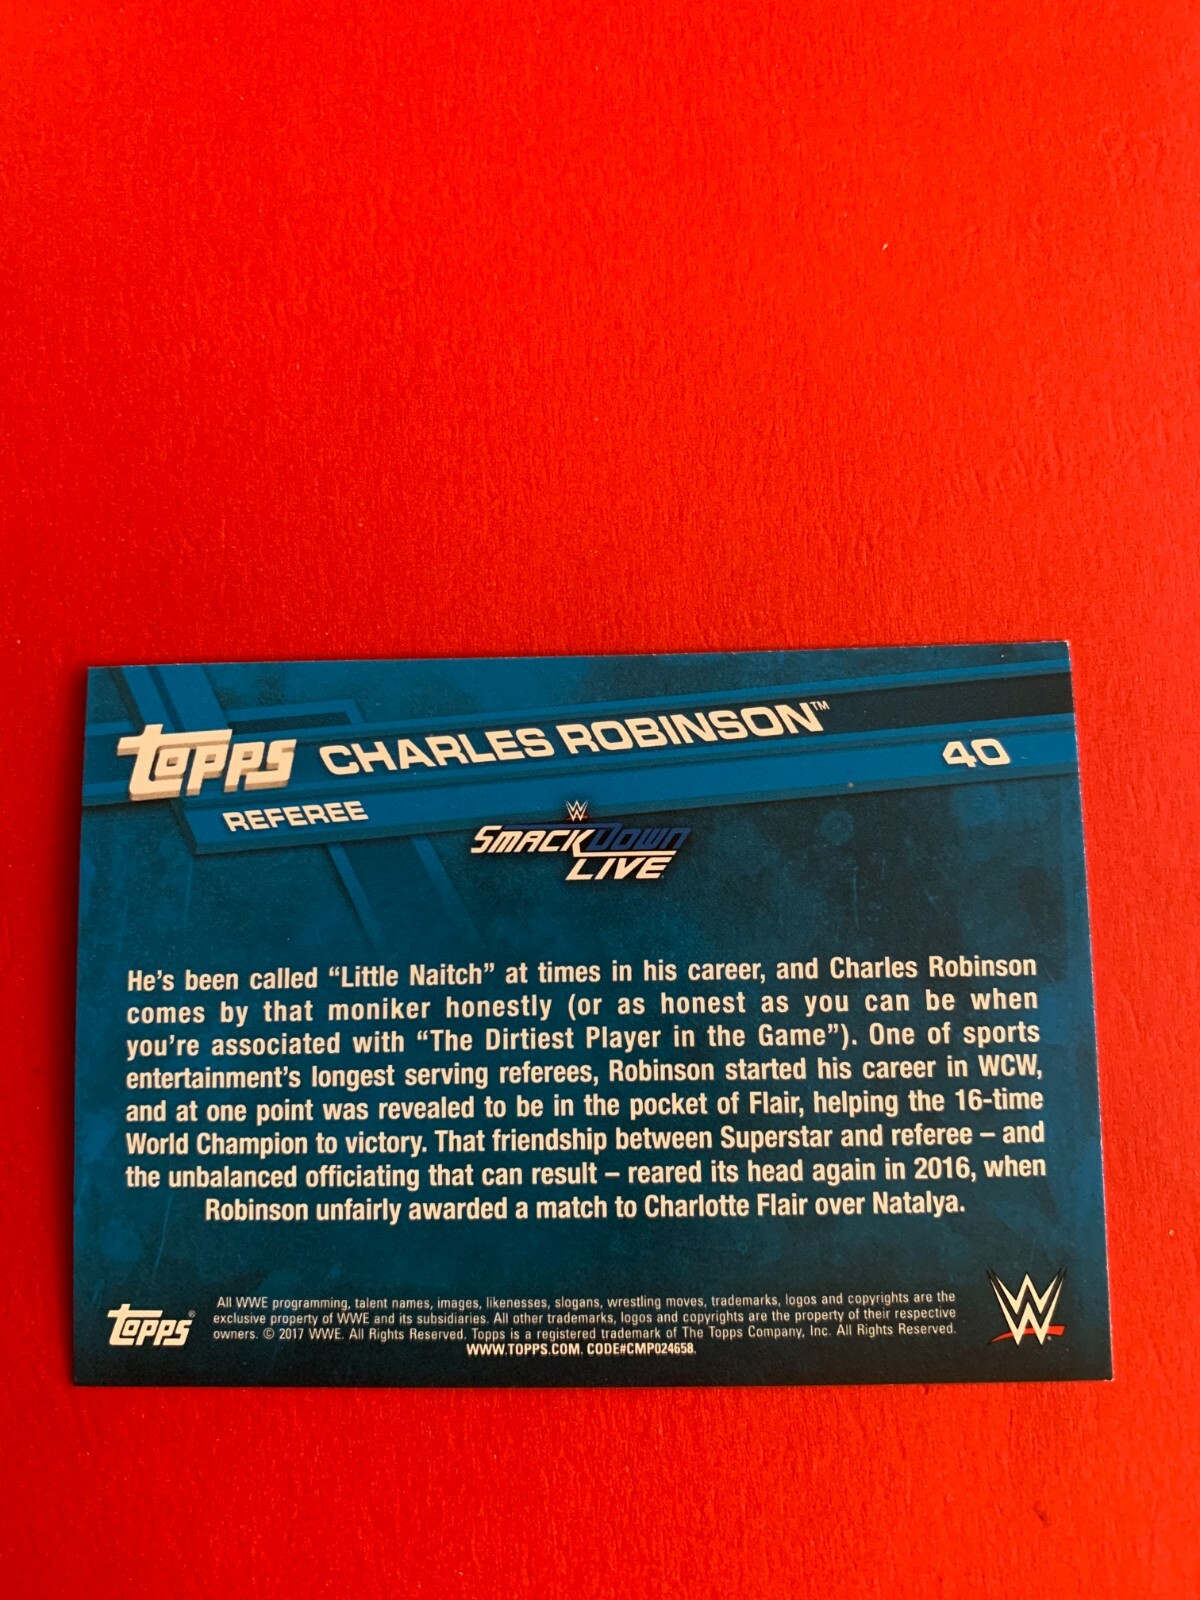 TOPPS CHARLES ROBINSON™ 40
REFEREE
W
SMACKDOWN
LIVE
He's been called “Little Naitch” at times in his career, and Charles Robinson
comes by that moniker honestly (or as honest as you can be when
you're associated with “The Dirtiest Player in the Game”). One of sports
entertainment's longest serving referees, Robinson started his career in WCW,
and at one point was revealed to be in the pocket of Flair, helping the 16-time
World Champion to victory. That friendship between Superstar and referee – and
the unbalanced officiating that can result – reared its head again in 2016, when
Robinson unfairly awarded a match to Charlotte Flair over Natalya.
TOPPS®
All WWE programming, talent names, images, likenesses, slogans, wrestling moves, trademarks, logos and copyrights are the
exclusive property of WWE and its subsidiaries. All other trademarks, logos and copyrights are the property of their respective
owners. © 2017 WWE. All Rights Reserved. Topps is a registered trademark of The Topps Company, Inc. All Rights Reserved.
WWW.TOPPS.COM. CODE#CMP024658.
W